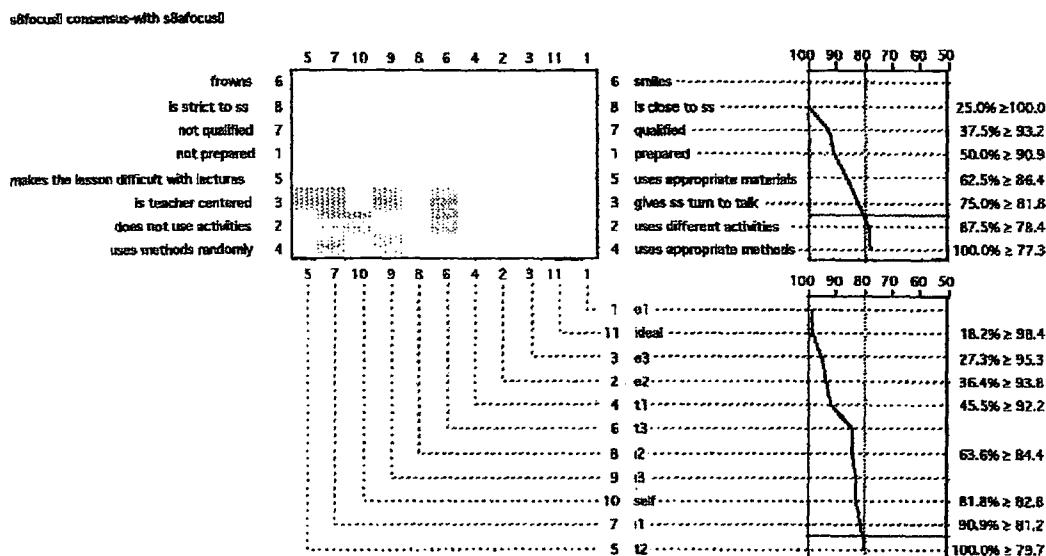 s8focus consensus-with s8afocus
5 7 10 9 8 6 4 2 3 11 1
100 90 80 70 60 50
frowns 6 6 smiles
is strict to ss 8 8 is close to ss 25.0% ≥100.0
not qualified 7 7 qualified 37.5% ≥ 93.2
not prepared 1 1 prepared 50.0% ≥ 90.9
makes the lesson difficult with lectures 5 5 uses appropriate materials 62.5% ≥ 86.4
is teacher centered 3 3 gives ss turn to talk 75.0% ≥ 81.8
does not use activities 2 2 uses different activities 87.5% ≥ 78.4
uses methods randomly 4 4 uses appropriate methods 100.0% ≥ 77.3
5 7 10 9 8 6 4 2 3 11 1
100 90 80 70 60 50
1 e1
11 ideal 18.2% ≥ 98.4
3 e3 27.3% ≥ 95.3
2 e2 36.4% ≥ 93.8
4 t1 45.5% ≥ 92.2
6 t3
8 i2 63.6% ≥ 84.4
9 i3
10 self 81.8% ≥ 82.8
7 i1 90.9% ≥ 81.2
5 t2 100.0% ≥ 79.7